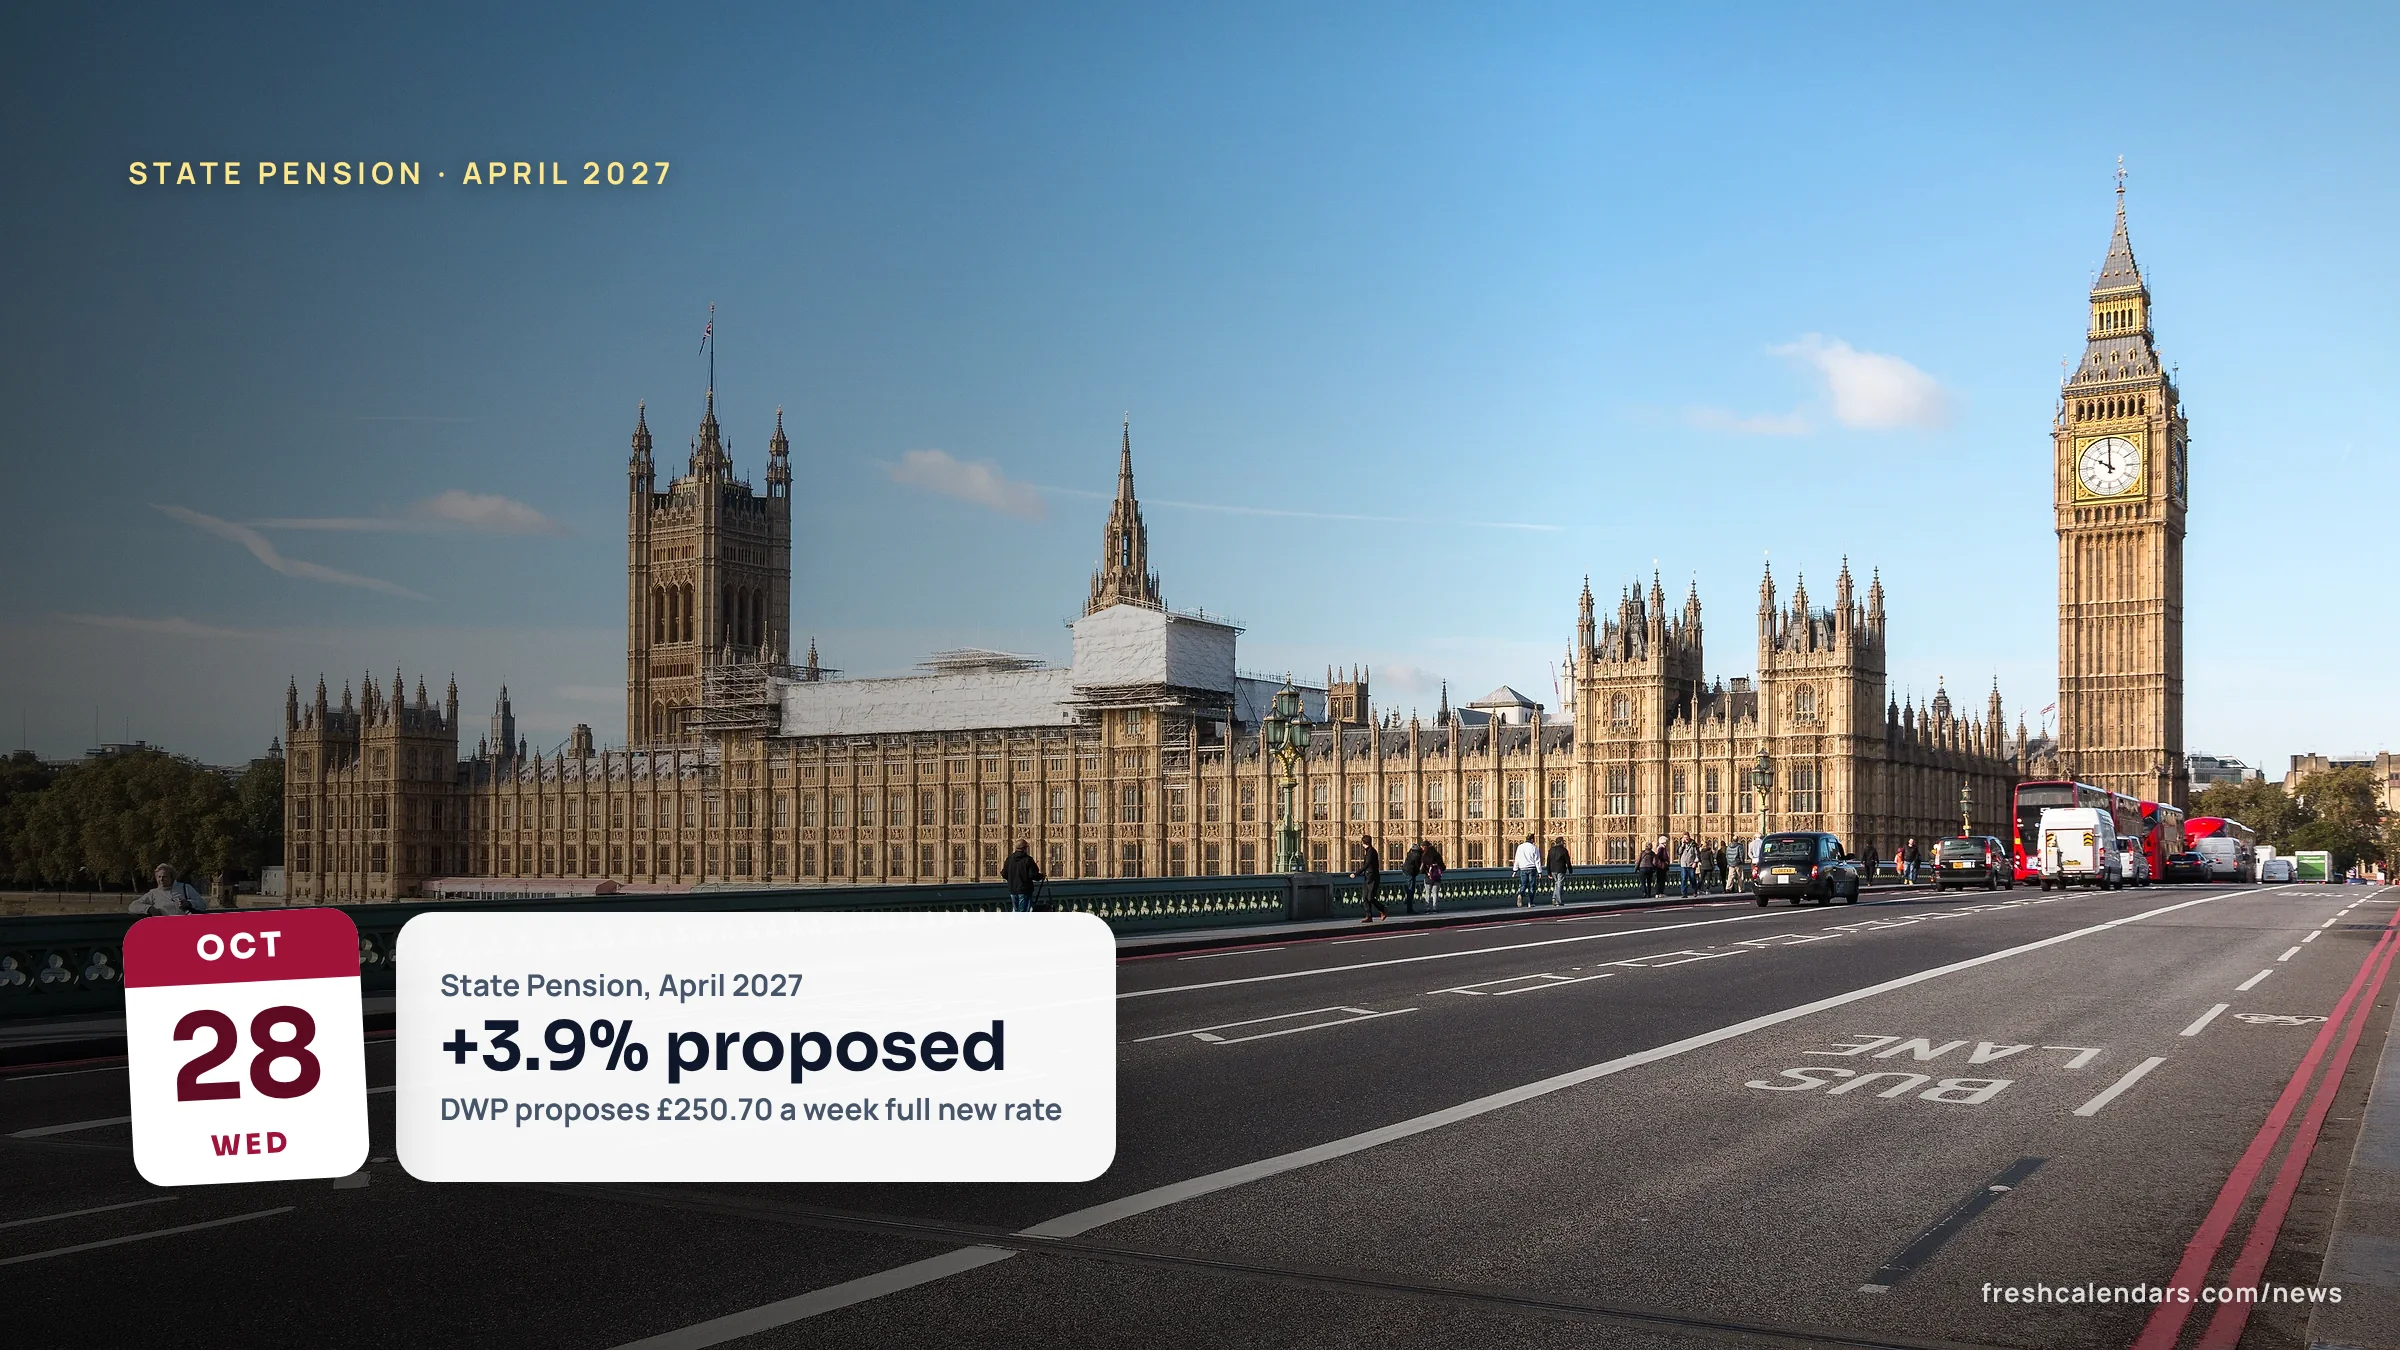 STATE PENSION · APRIL 2027
OCT
28
WED
State Pension, April 2027
+3.9% proposed
DWP proposes £250.70 a week full new rate
BUS
LANE
freshcalendars.com/news